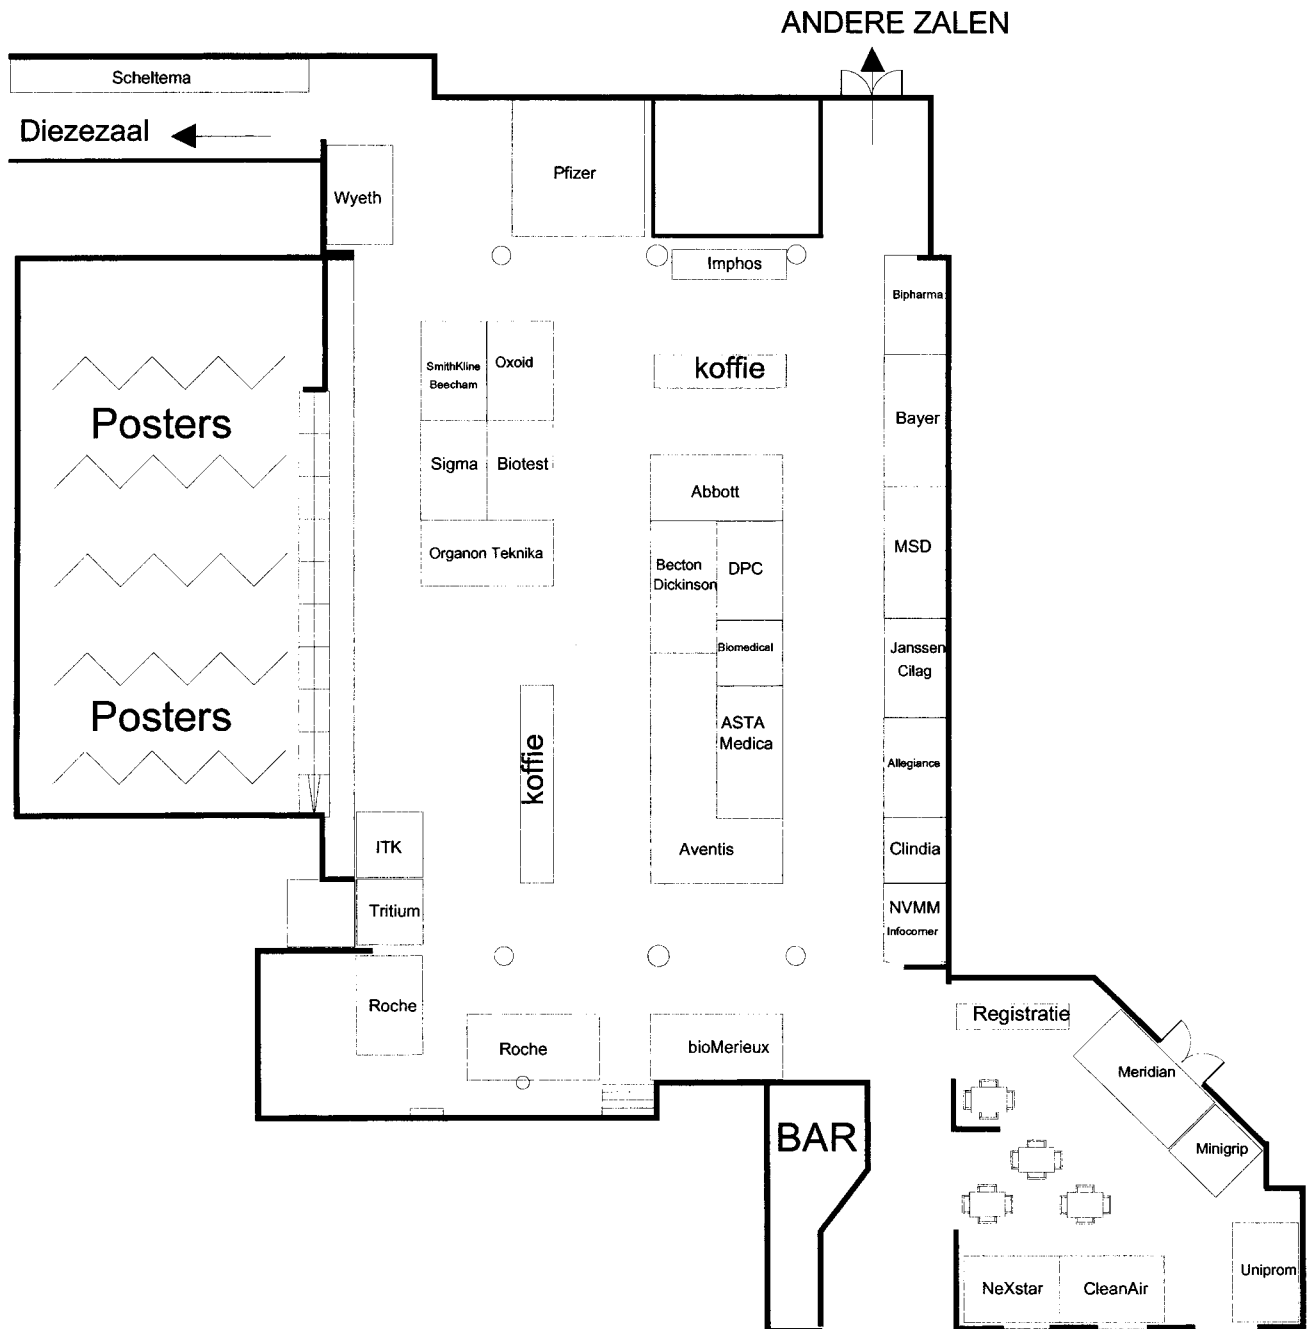 ANDERE ZALEN
Scheltema
Diezezaal
Wyeth
Pfizer
Imphos
Bipharma
SmithKline
Beecham
Oxoid
koffie
Bayer
Posters
Sigma
Biotest
Abbott
Organon Teknika
Becton
Dickinson
DPC
MSD
Biomedical
Janssen
Cilag
Posters
koffie
ASTA
Medica
Allegiance
ITK
Aventis
Clindia
Tritium
NVMM
Infocorner
Roche
Roche
bioMerieux
Registratie
Meridian
BAR
Minigrip
NeXstar
CleanAir
Uniprom